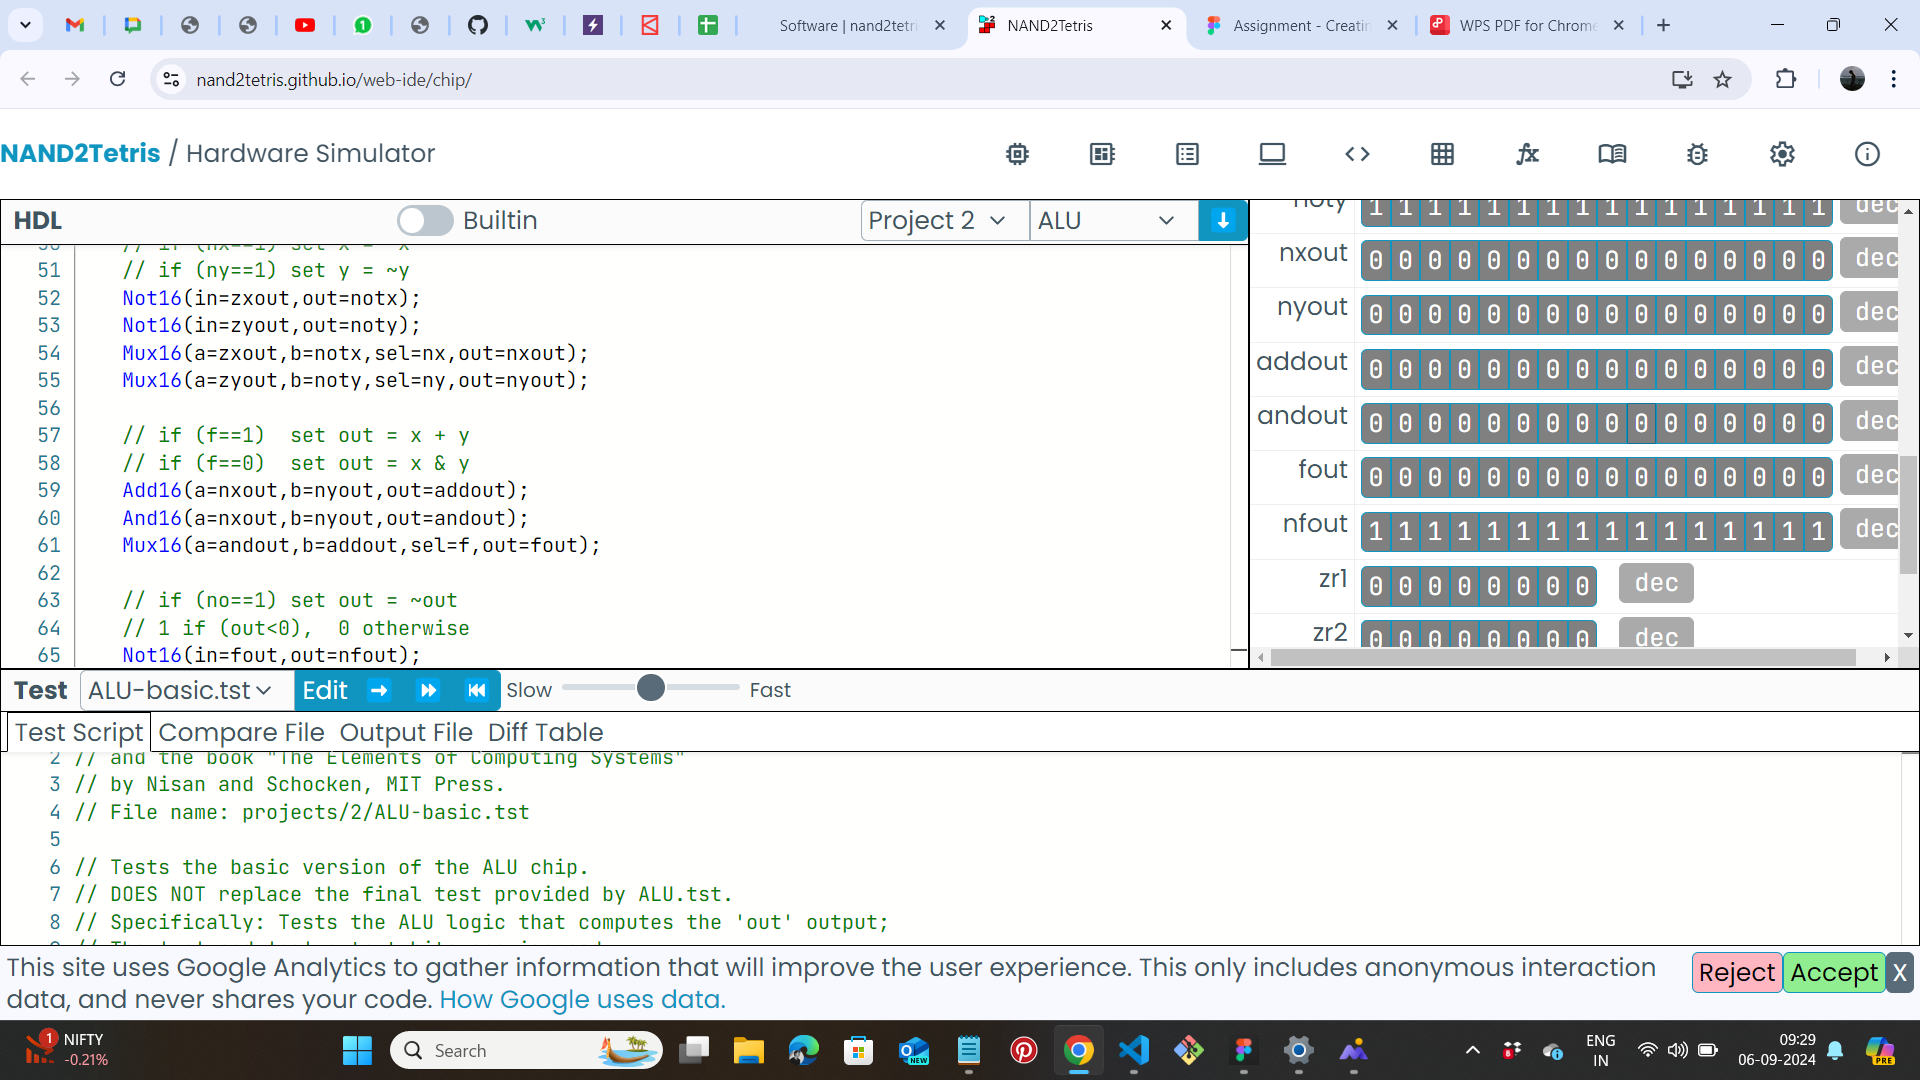 Software | nand2tetri
NAND2Tetris
Assignment - Creatin
WPS PDF for Chrome
nand2tetris.github.io/web-ide/chip/
NAND2Tetris / Hardware Simulator
HDL
Builtin
Project 2
ALU
51 // if (ny==1) set y = ~y
52 Not16(in=zxout,out=notx);
53 Not16(in=zyout,out=noty);
54 Mux16(a=zxout,b=notx,sel=nx,out=nxout);
55 Mux16(a=zyout,b=noty,sel=ny,out=nyout);
56
57 // if (f==1)  set out = x + y
58 // if (f==0)  set out = x & y
59 Add16(a=nxout,b=nyout,out=addout);
60 And16(a=nxout,b=nyout,out=andout);
61 Mux16(a=andout,b=addout,sel=f,out=fout);
62
63 // if (no==1) set out = ~out
64 // 1 if (out<0),  0 otherwise
65 Not16(in=fout,out=nfout);
noty 1 1 1 1 1 1 1 1 1 1 1 1 1 1 1 1 dec
nxout 0 0 0 0 0 0 0 0 0 0 0 0 0 0 0 0 dec
nyout 0 0 0 0 0 0 0 0 0 0 0 0 0 0 0 0 dec
addout 0 0 0 0 0 0 0 0 0 0 0 0 0 0 0 0 dec
andout 0 0 0 0 0 0 0 0 0 0 0 0 0 0 0 0 dec
fout 0 0 0 0 0 0 0 0 0 0 0 0 0 0 0 0 dec
nfout 1 1 1 1 1 1 1 1 1 1 1 1 1 1 1 1 dec
zr1 0 0 0 0 0 0 0 0 dec
zr2 0 0 0 0 0 0 0 0 dec
Test ALU-basic.tst Edit Slow Fast
Test Script Compare File Output File Diff Table
2 // and the book "The Elements of Computing Systems"
3 // by Nisan and Schocken, MIT Press.
4 // File name: projects/2/ALU-basic.tst
5
6 // Tests the basic version of the ALU chip.
7 // DOES NOT replace the final test provided by ALU.tst.
8 // Specifically: Tests the ALU logic that computes the 'out' output;
This site uses Google Analytics to gather information that will improve the user experience. This only includes anonymous interaction
data, and never shares your code. How Google uses data.
Reject Accept X
1
NIFTY
-0.21%
Search
NEW
8
ENG
IN
09:29
06-09-2024
PRE